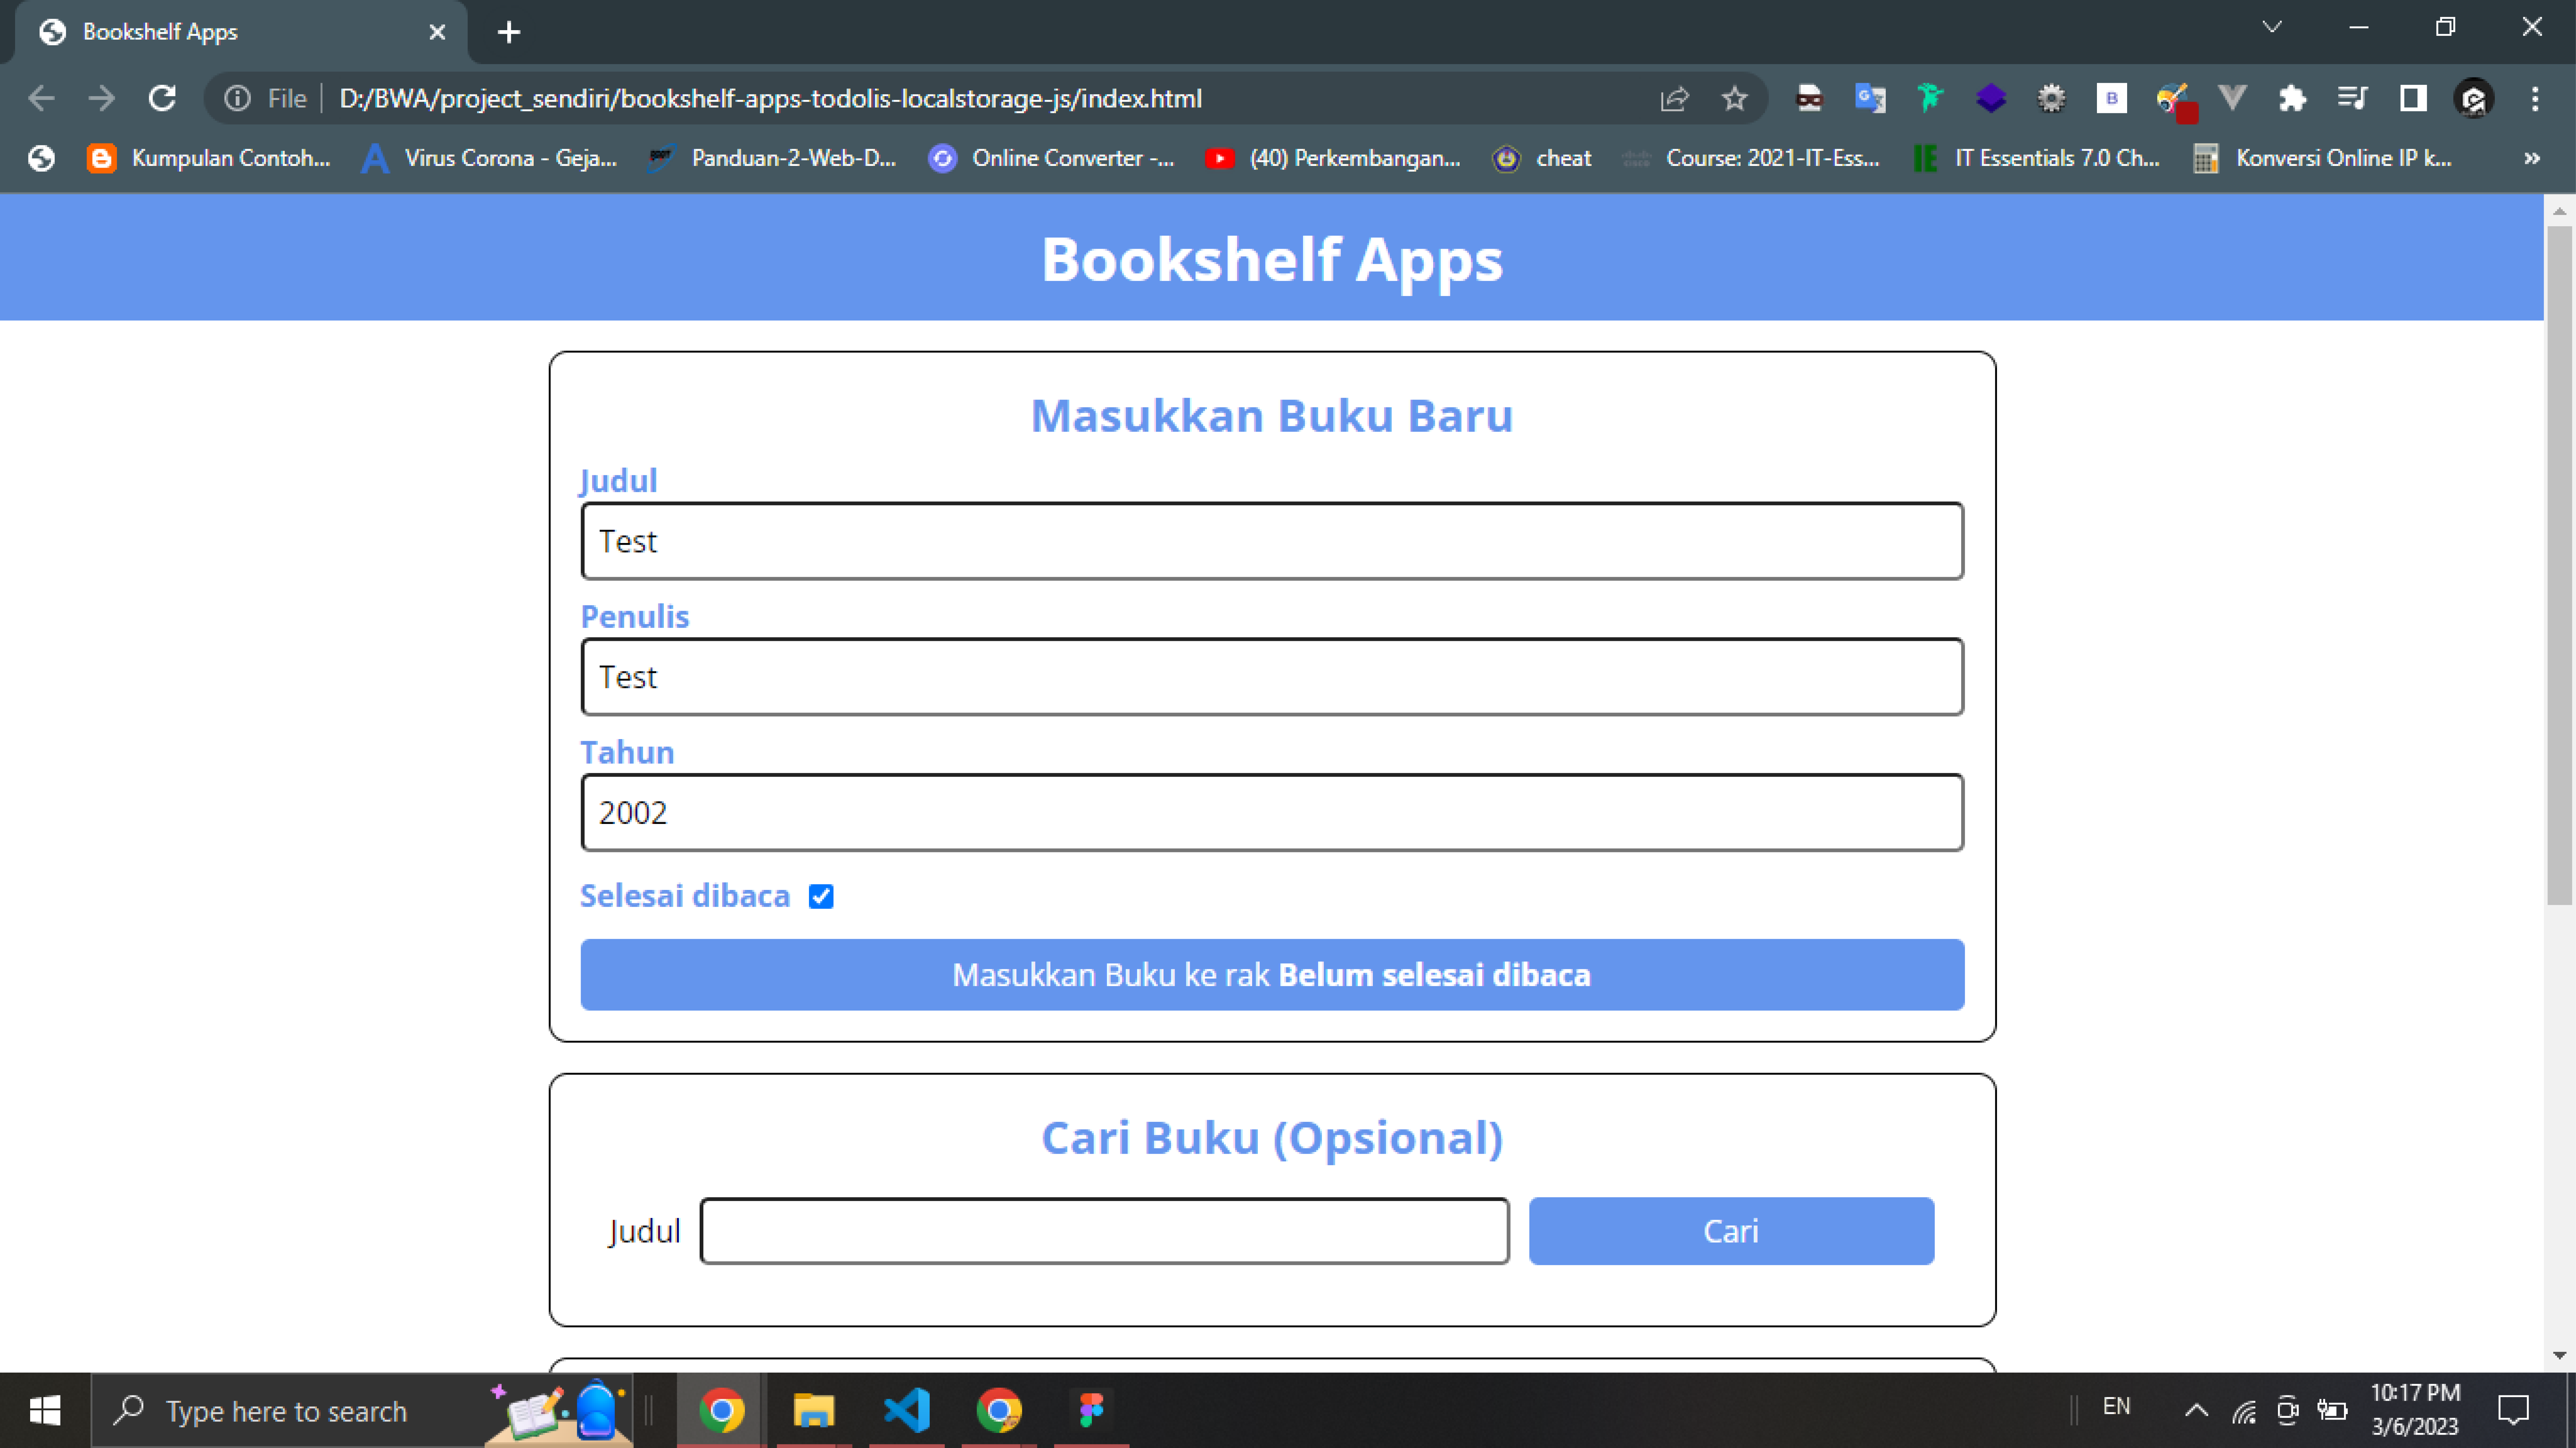 Bookshelf Apps
File
D:/BWA/project_sendiri/bookshelf-apps-todolis-localstorage-js/index.html
B
Kumpulan Contoh...
Virus Corona - Geja...
Panduan-2-Web-D...
Online Converter -...
(40) Perkembangan...
cheat
Course: 2021-IT-Ess...
IT Essentials 7.0 Ch...
Konversi Online IP k...
Bookshelf Apps
Masukkan Buku Baru
Judul
Test
Penulis
Test
Tahun
2002
Selesai dibaca
Masukkan Buku ke rak Belum selesai dibaca
Cari Buku (Opsional)
Judul
Cari
Type here to search
EN
10:17 PM
3/6/2023